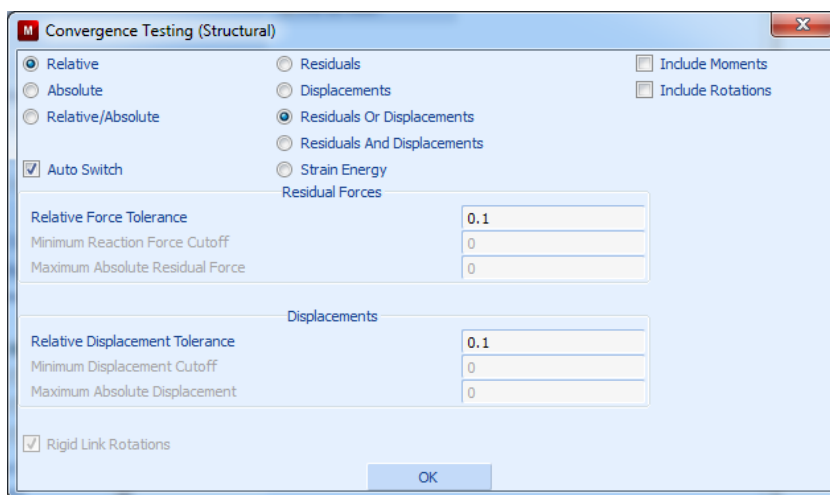 M Convergence Testing (Structural) X
Relative Residuals Include Moments
Absolute Displacements Include Rotations
Relative/Absolute Residuals Or Displacements
Residuals And Displacements
Auto Switch Strain Energy
Residual Forces
Relative Force Tolerance 0.1
Minimum Reaction Force Cutoff 0
Maximum Absolute Residual Force 0
Displacements
Relative Displacement Tolerance 0.1
Minimum Displacement Cutoff 0
Maximum Absolute Displacement 0
Rigid Link Rotations
OK